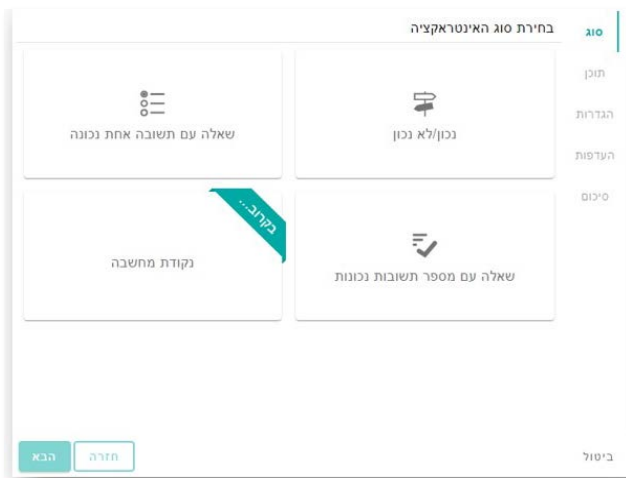 בחירת סוג האינטראקציה
סוג
תוכן
הגדרות
העדפות
סיכום
נכון/לא נכון
שאלה עם תשובה אחת נכונה
שאלה עם מספר תשובות נכונות
נקודת מחשבה
בקרוב...
ביטול
חזרה
הבא